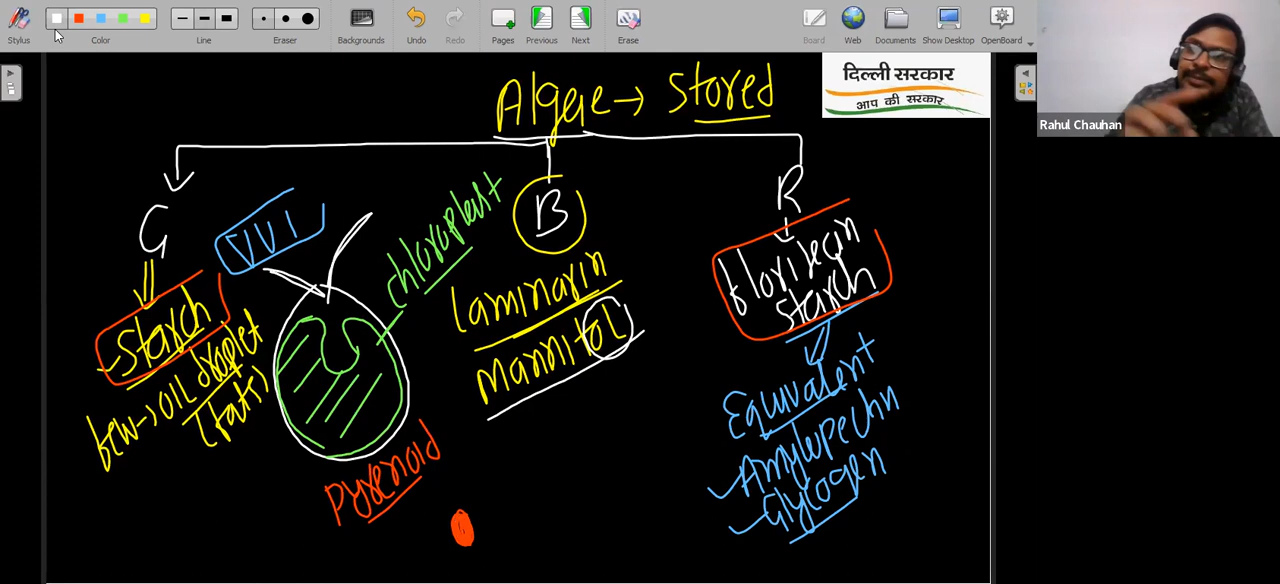 Stylus
Color
Line
Eraser
Backgrounds
Undo
Redo
Pages
Previous
Next
Erase
Board
Web
Documents
Show Desktop
OpenBoard
Rahul Chauhan
दिल्ली सरकार
आप की सरकार
Algae → Stored
G
VVI
Starch
few → OIL droplet
(fats)
chloroplast
pyrenoid
B
Laminarin
MannitoL
R
floridean
starch
Equivalent
Amylopectin
Glycogen